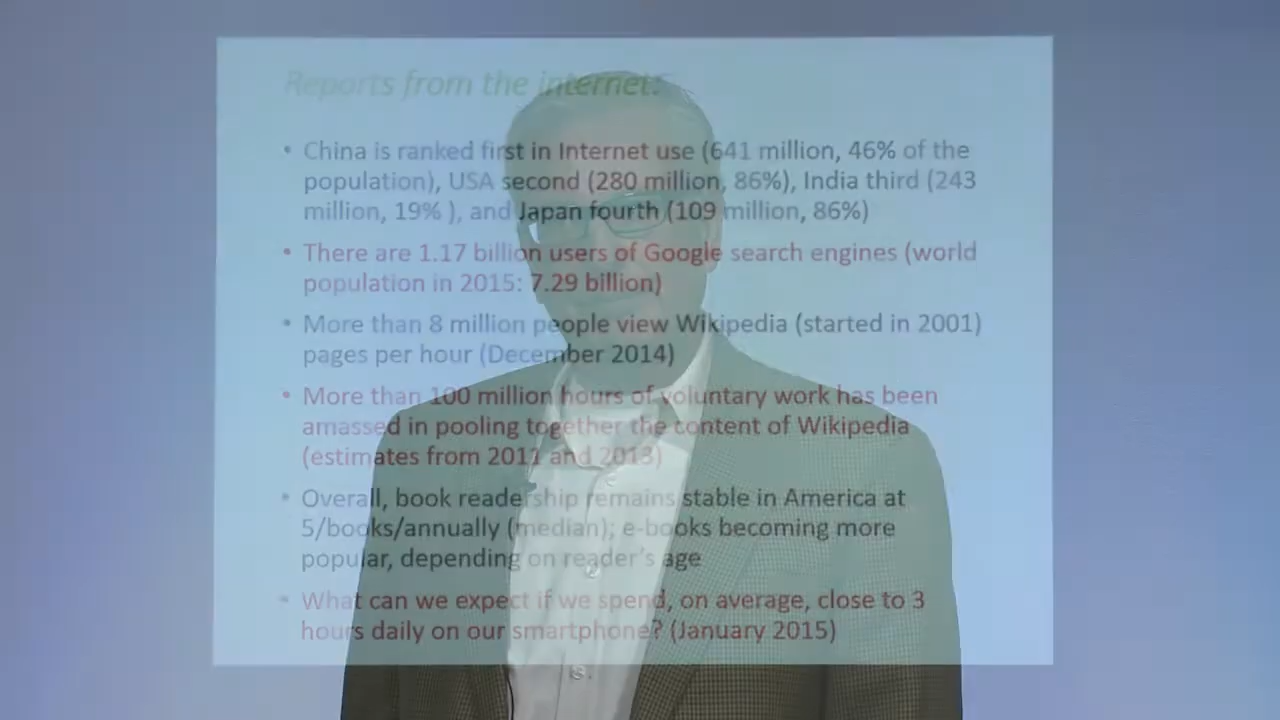 Reports from the internet:
• China is ranked first in Internet use (641 million, 46% of the
population), USA second (280 million, 86%), India third (243
million, 19% ), and Japan fourth (109 million, 86%)
• There are 1.17 billion users of Google search engines (world
population in 2015: 7.29 billion)
• More than 8 million people view Wikipedia (started in 2001)
pages per hour (December 2014)
• More than 100 million hours of voluntary work has been
amassed in pooling together the content of Wikipedia
(estimates from 2011 and 2013)
• Overall, book readership remains stable in America at
5/books/annually (median); e-books becoming more
popular, depending on reader's age
• What can we expect if we spend, on average, close to 3
hours daily on our smartphone? (January 2015)